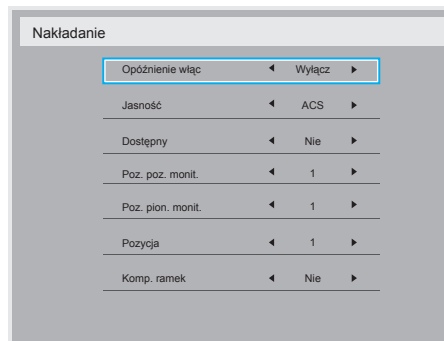 Nakładanie
Opóźnienie włąc Wyłącz
Jasność ACS
Dostępny Nie
Poz. poz. monit. 1
Poz. pion. monit. 1
Pozycja 1
Komp. ramek Nie